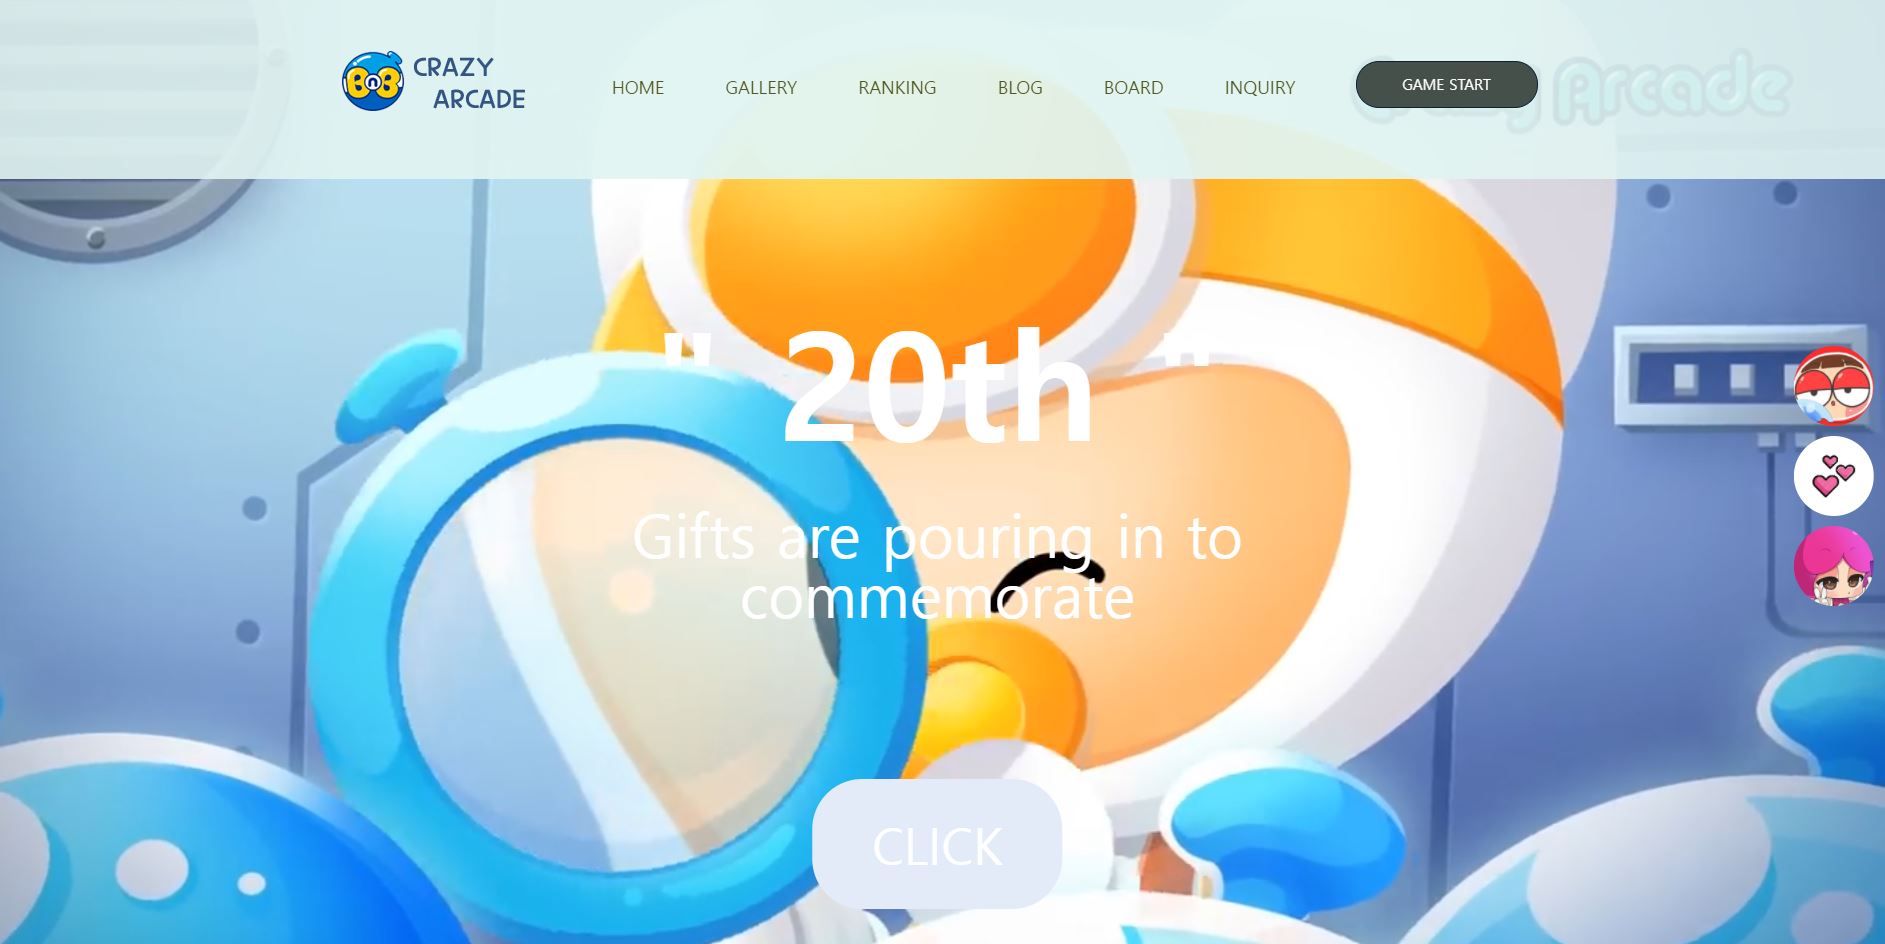 BnB
CRAZY
ARCADE
HOME
GALLERY
RANKING
BLOG
BOARD
INQUIRY
GAME START
Crazy Arcade
" 20th "
Gifts are pouring in to
commemorate
CLICK